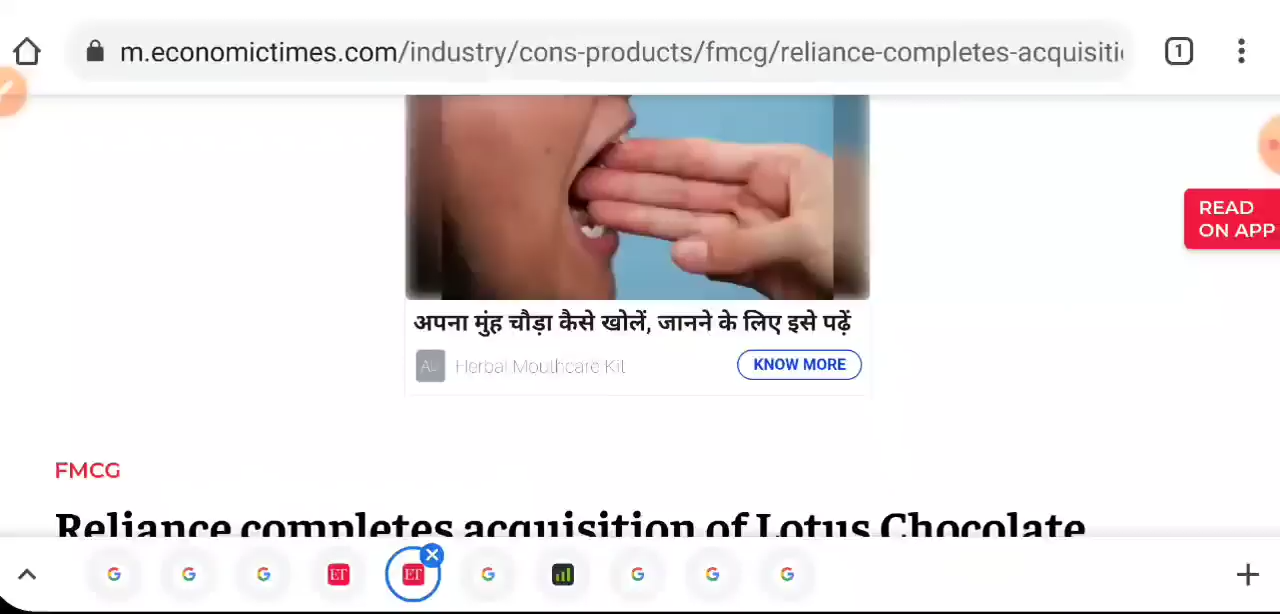 1
m.economictimes.com/industry/cons-products/fmcg/reliance-completes-acquisiti
READ
ON APP
अपना मुंह चौड़ा कैसे खोलें, जानने के लिए इसे पढ़ें
Herbal Mouthcare Kit
KNOW MORE
FMCG
Reliance completes acquisition of Lotus Chocolate
ET
ET